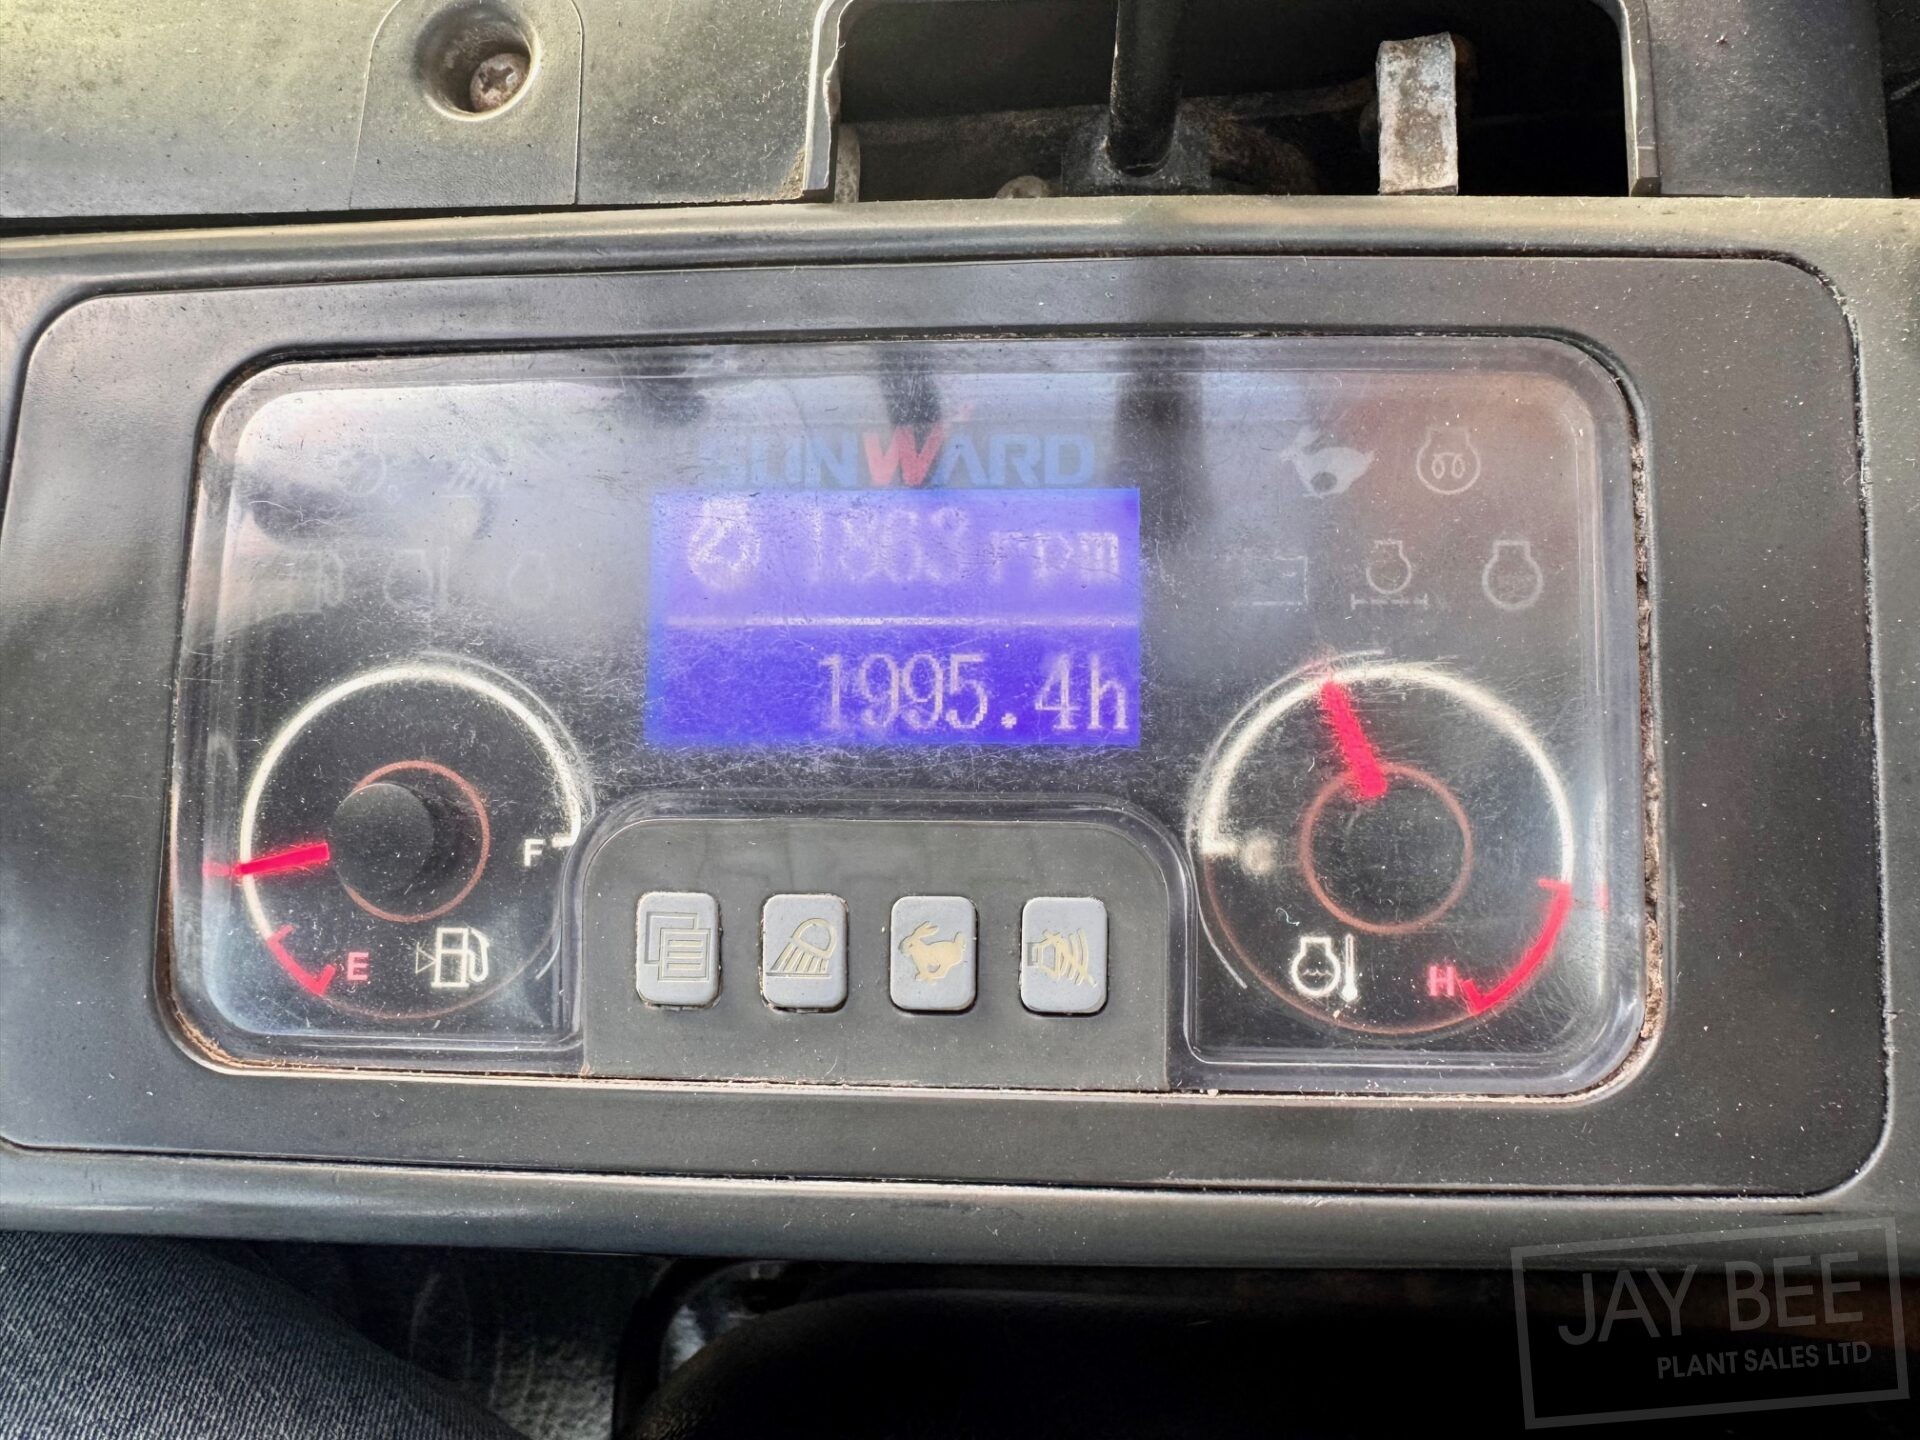 SUNWARD
1863 rpm
1995.4h
F
E
H
JAY BEE
PLANT SALES LTD